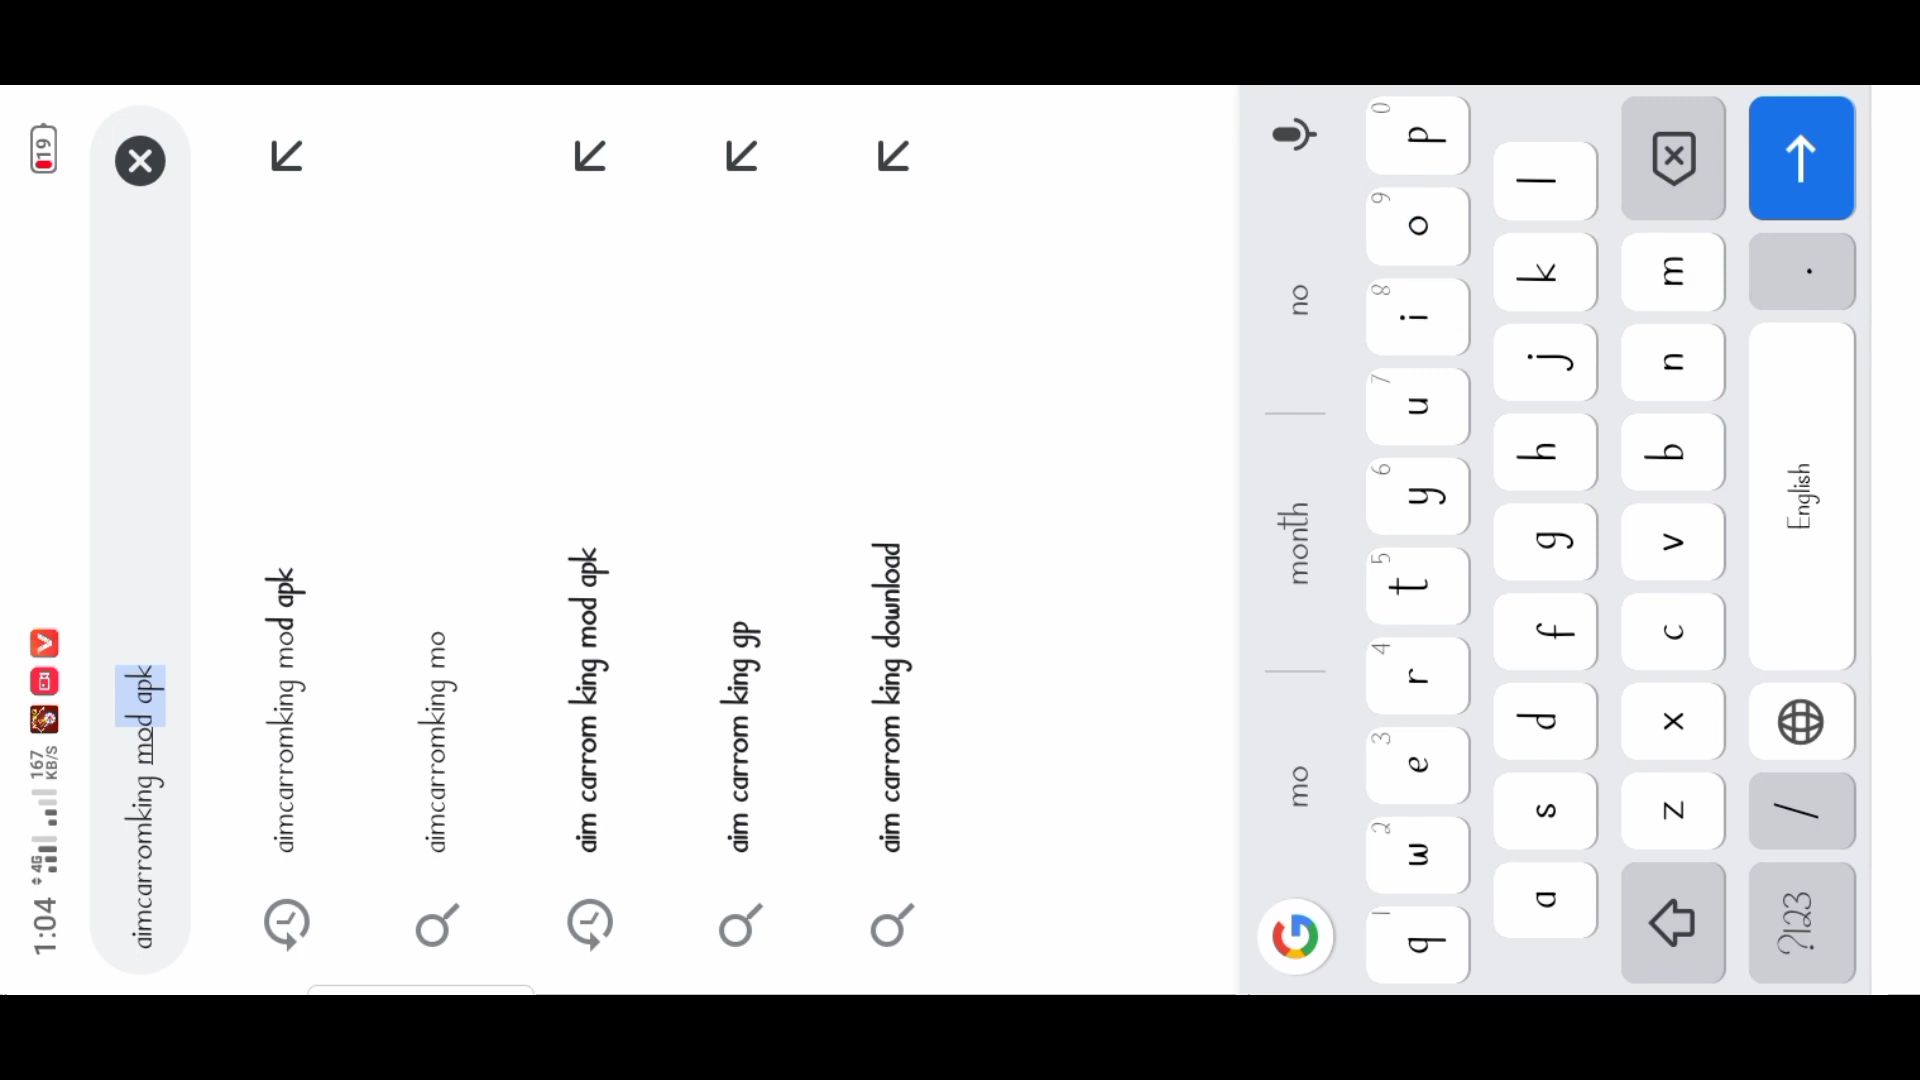 1:04 4G 167 KB/S 19
aimcarromking mod apk
aimcarromking mod apk
aimcarromking mo
aim carrom king mod apk
aim carrom king gp
aim carrom king download
mo month no
q 1 w 2 e 3 r 4 t 5 y 6 u 7 i 8 o 9 p 0
a s d f g h j k l
z x c v b n m
?123 / English .